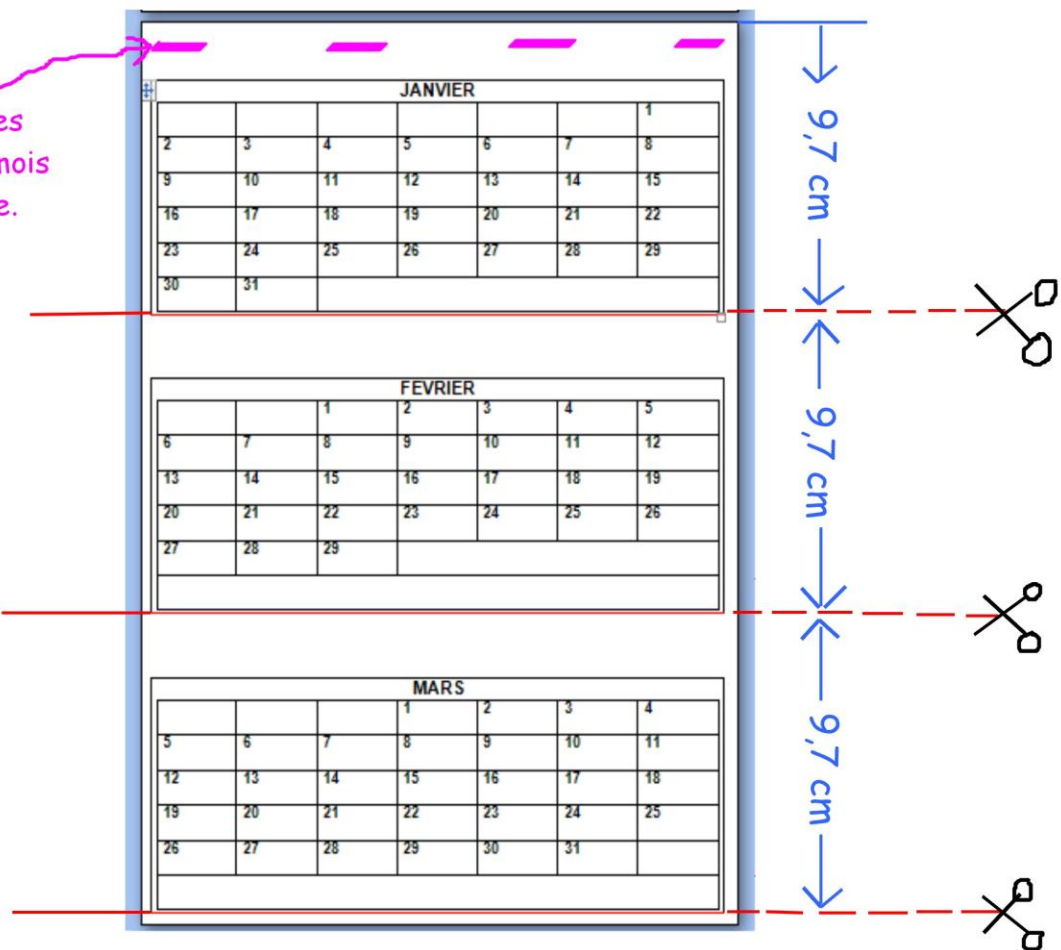 es
nois
e.
JANVIER
1
2 3 4 5 6 7 8
9 10 11 12 13 14 15
16 17 18 19 20 21 22
23 24 25 26 27 28 29
30 31
FEVRIER
1 2 3 4 5
6 7 8 9 10 11 12
13 14 15 16 17 18 19
20 21 22 23 24 25 26
27 28 29
MARS
1 2 3 4
5 6 7 8 9 10 11
12 13 14 15 16 17 18
19 20 21 22 23 24 25
26 27 28 29 30 31
9,7 cm
9,7 cm
9,7 cm